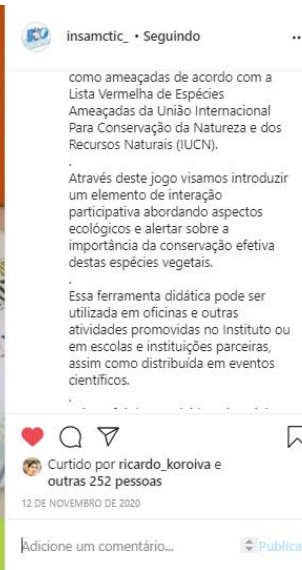 insamctic_ • Seguindo
...
como ameaçadas de acordo com a
Lista Vermelha de Espécies
Ameaçadas da União Internacional
Para Conservação da Natureza e dos
Recursos Naturais (IUCN).
.
Através deste jogo visamos introduzir
um elemento de interação
participativa abordando aspectos
ecológicos e alertar sobre a
importância da conservação efetiva
destas espécies vegetais.
.
Essa ferramenta didática pode ser
utilizada em oficinas e outras
atividades promovidas no Instituto ou
em escolas e instituições parceiras,
assim como distribuída em eventos
científicos.
.
Curtido por ricardo_koroiva e
outras 252 pessoas
12 DE NOVEMBRO DE 2020
Adicione um comentário...
Publica